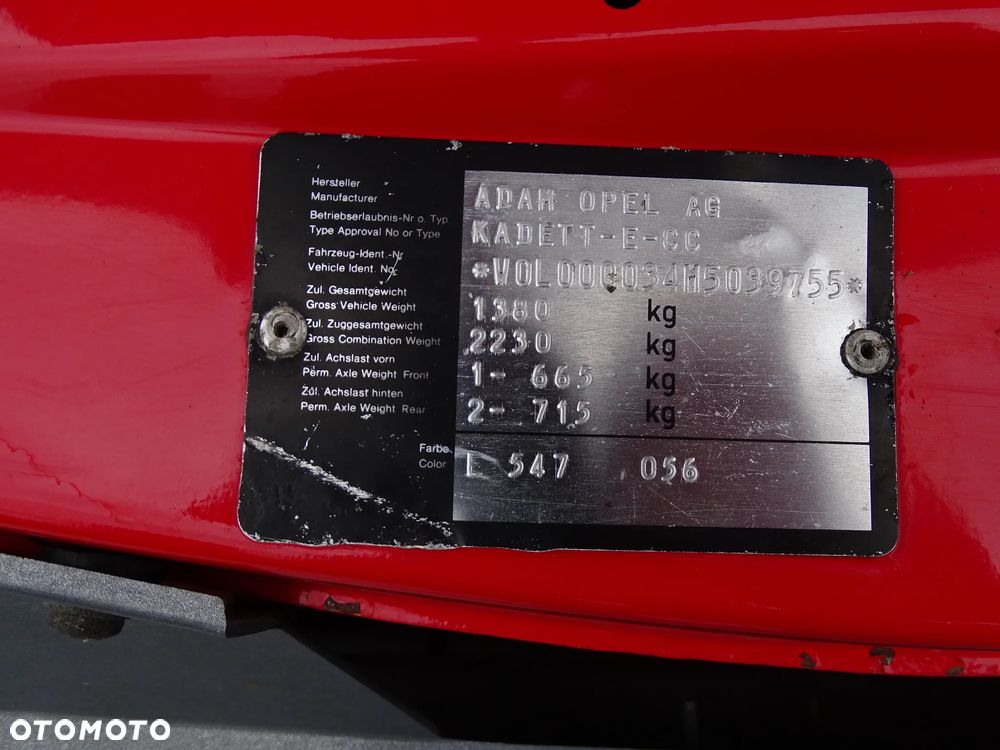 Hersteller
Manufacturer
ADAM OPEL AG
Betriebserlaubnis-Nr o. Typ
Type Approval No or Type
KADETT-E-CC
Fahrzeug-Ident.-Nr
Vehicle Ident. No.
*W0L000034M5039755*
Zul. Gesamtgewicht
Gross Vehicle Weight
1380 kg
Zul. Zuggesamtgewicht
Gross Combination Weight
2230 kg
Zul. Achslast vorn
Perm. Axle Weight Front
1- 665 kg
Zul. Achslast hinten
Perm. Axle Weight Rear
2- 715 kg
Farbe
Color
L 547 056
OTOMOTO